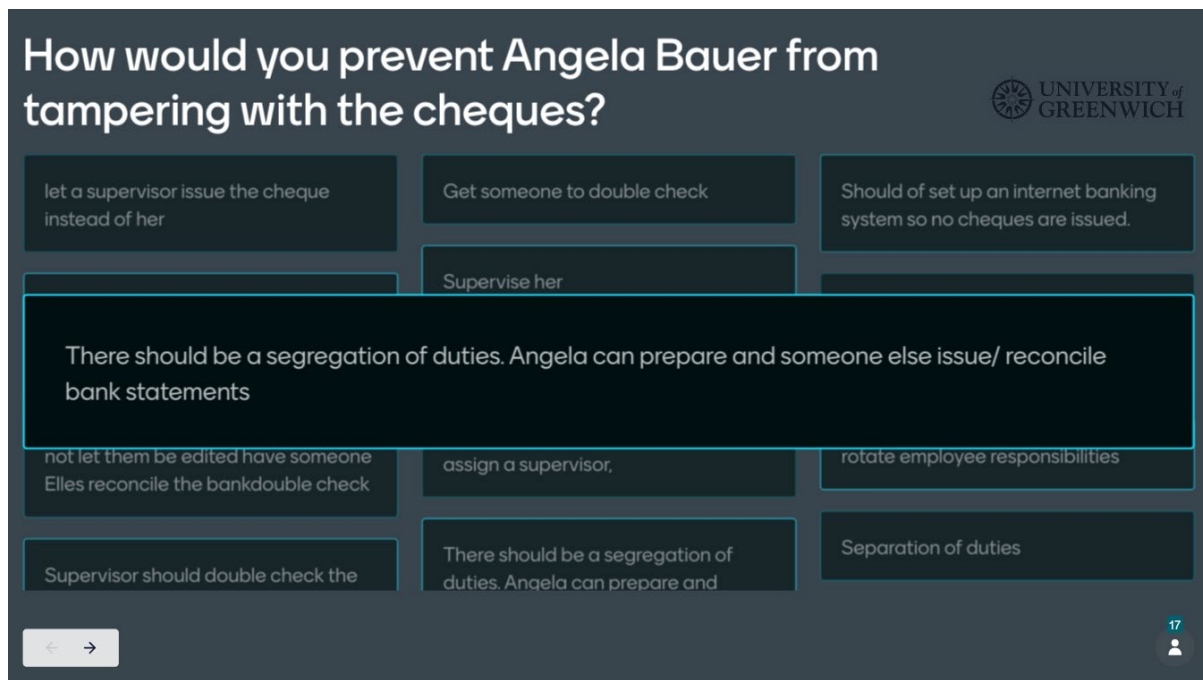 How would you prevent Angela Bauer from
tampering with the cheques?
UNIVERSITY of
GREENWICH
let a supervisor issue the cheque
instead of her
Get someone to double check
Should of set up an internet banking
system so no cheques are issued.
Supervise her
There should be a segregation of duties. Angela can prepare and someone else issue/ reconcile
bank statements
not let them be edited have someone
Elles reconcile the bankdouble check
assign a supervisor,
rotate employee responsibilities
Supervisor should double check the
There should be a segregation of
duties. Angela can prepare and
Separation of duties
17